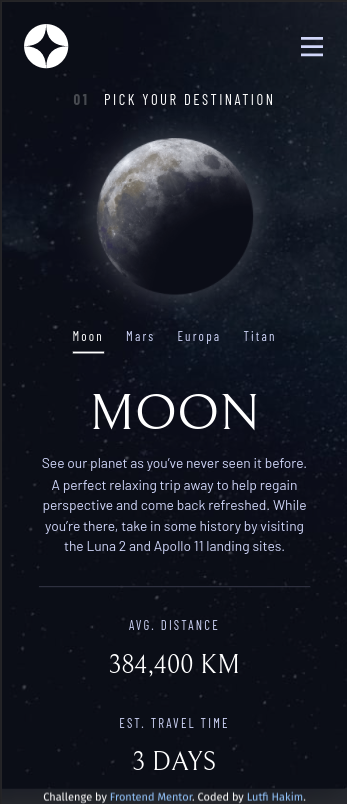 01 PICK YOUR DESTINATION
Moon Mars Europa Titan
MOON
See our planet as you’ve never seen it before.
A perfect relaxing trip away to help regain
perspective and come back refreshed. While
you’re there, take in some history by visiting
the Luna 2 and Apollo 11 landing sites.
AVG. DISTANCE
384,400 KM
EST. TRAVEL TIME
3 DAYS
Challenge by Frontend Mentor. Coded by Lutfi Hakim.